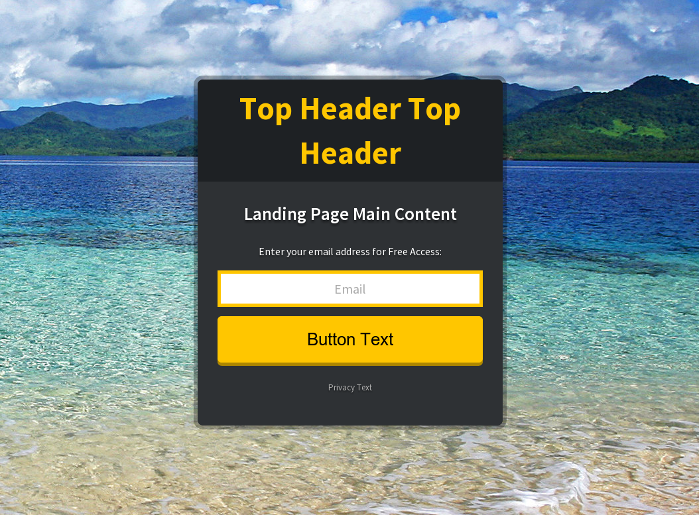 Top Header Top
Header
Landing Page Main Content
Enter your email address for Free Access:
Email
Button Text
Privacy Text